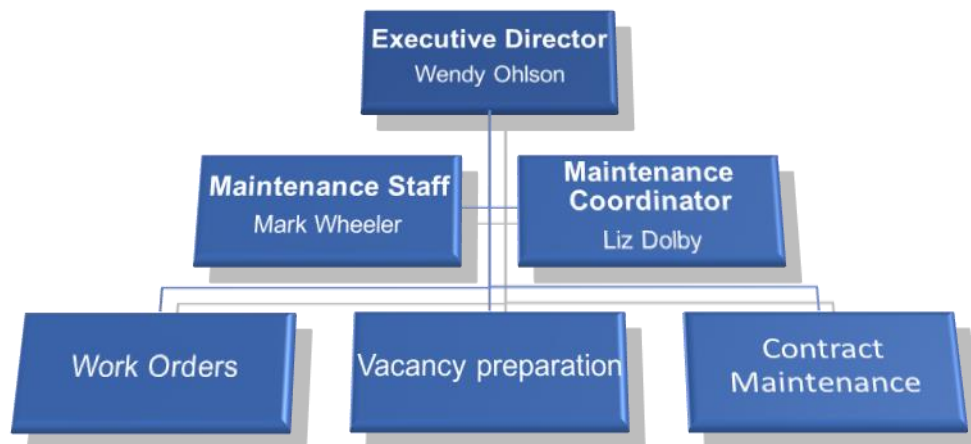 Executive Director
Wendy Ohlson
Maintenance Staff
Mark Wheeler
Maintenance
Coordinator
Liz Dolby
Work Orders
Vacancy preparation
Contract
Maintenance